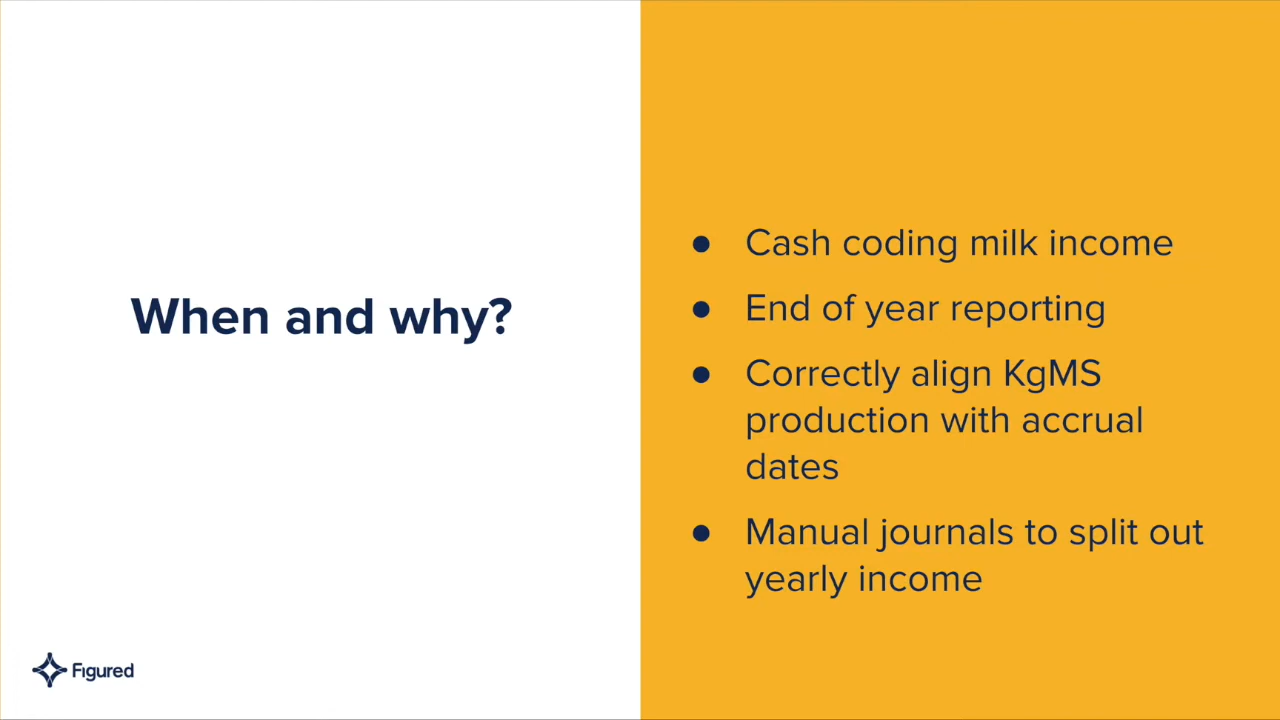 When and why?
● Cash coding milk income
● End of year reporting
● Correctly align KgMS
production with accrual
dates
● Manual journals to split out
yearly income
Figured